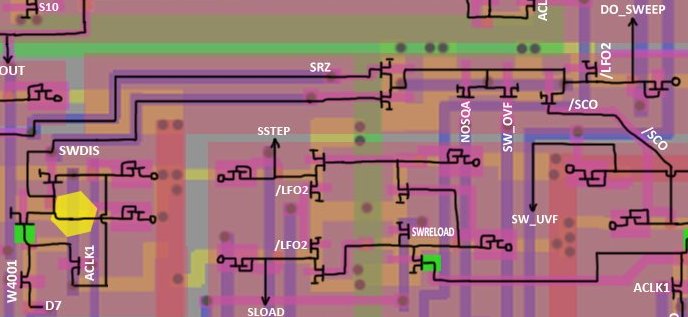 S10
ACL
DO_SWEEP
OUT
SRZ
/LFO2
NOSQA
SW_OVF
/SCO
/SCO
SSTEP
SWDIS
/LFO2
SW_UVF
SWRELOAD
/LFO2
W4001
ACLK1
D7
SLOAD
ACLK1